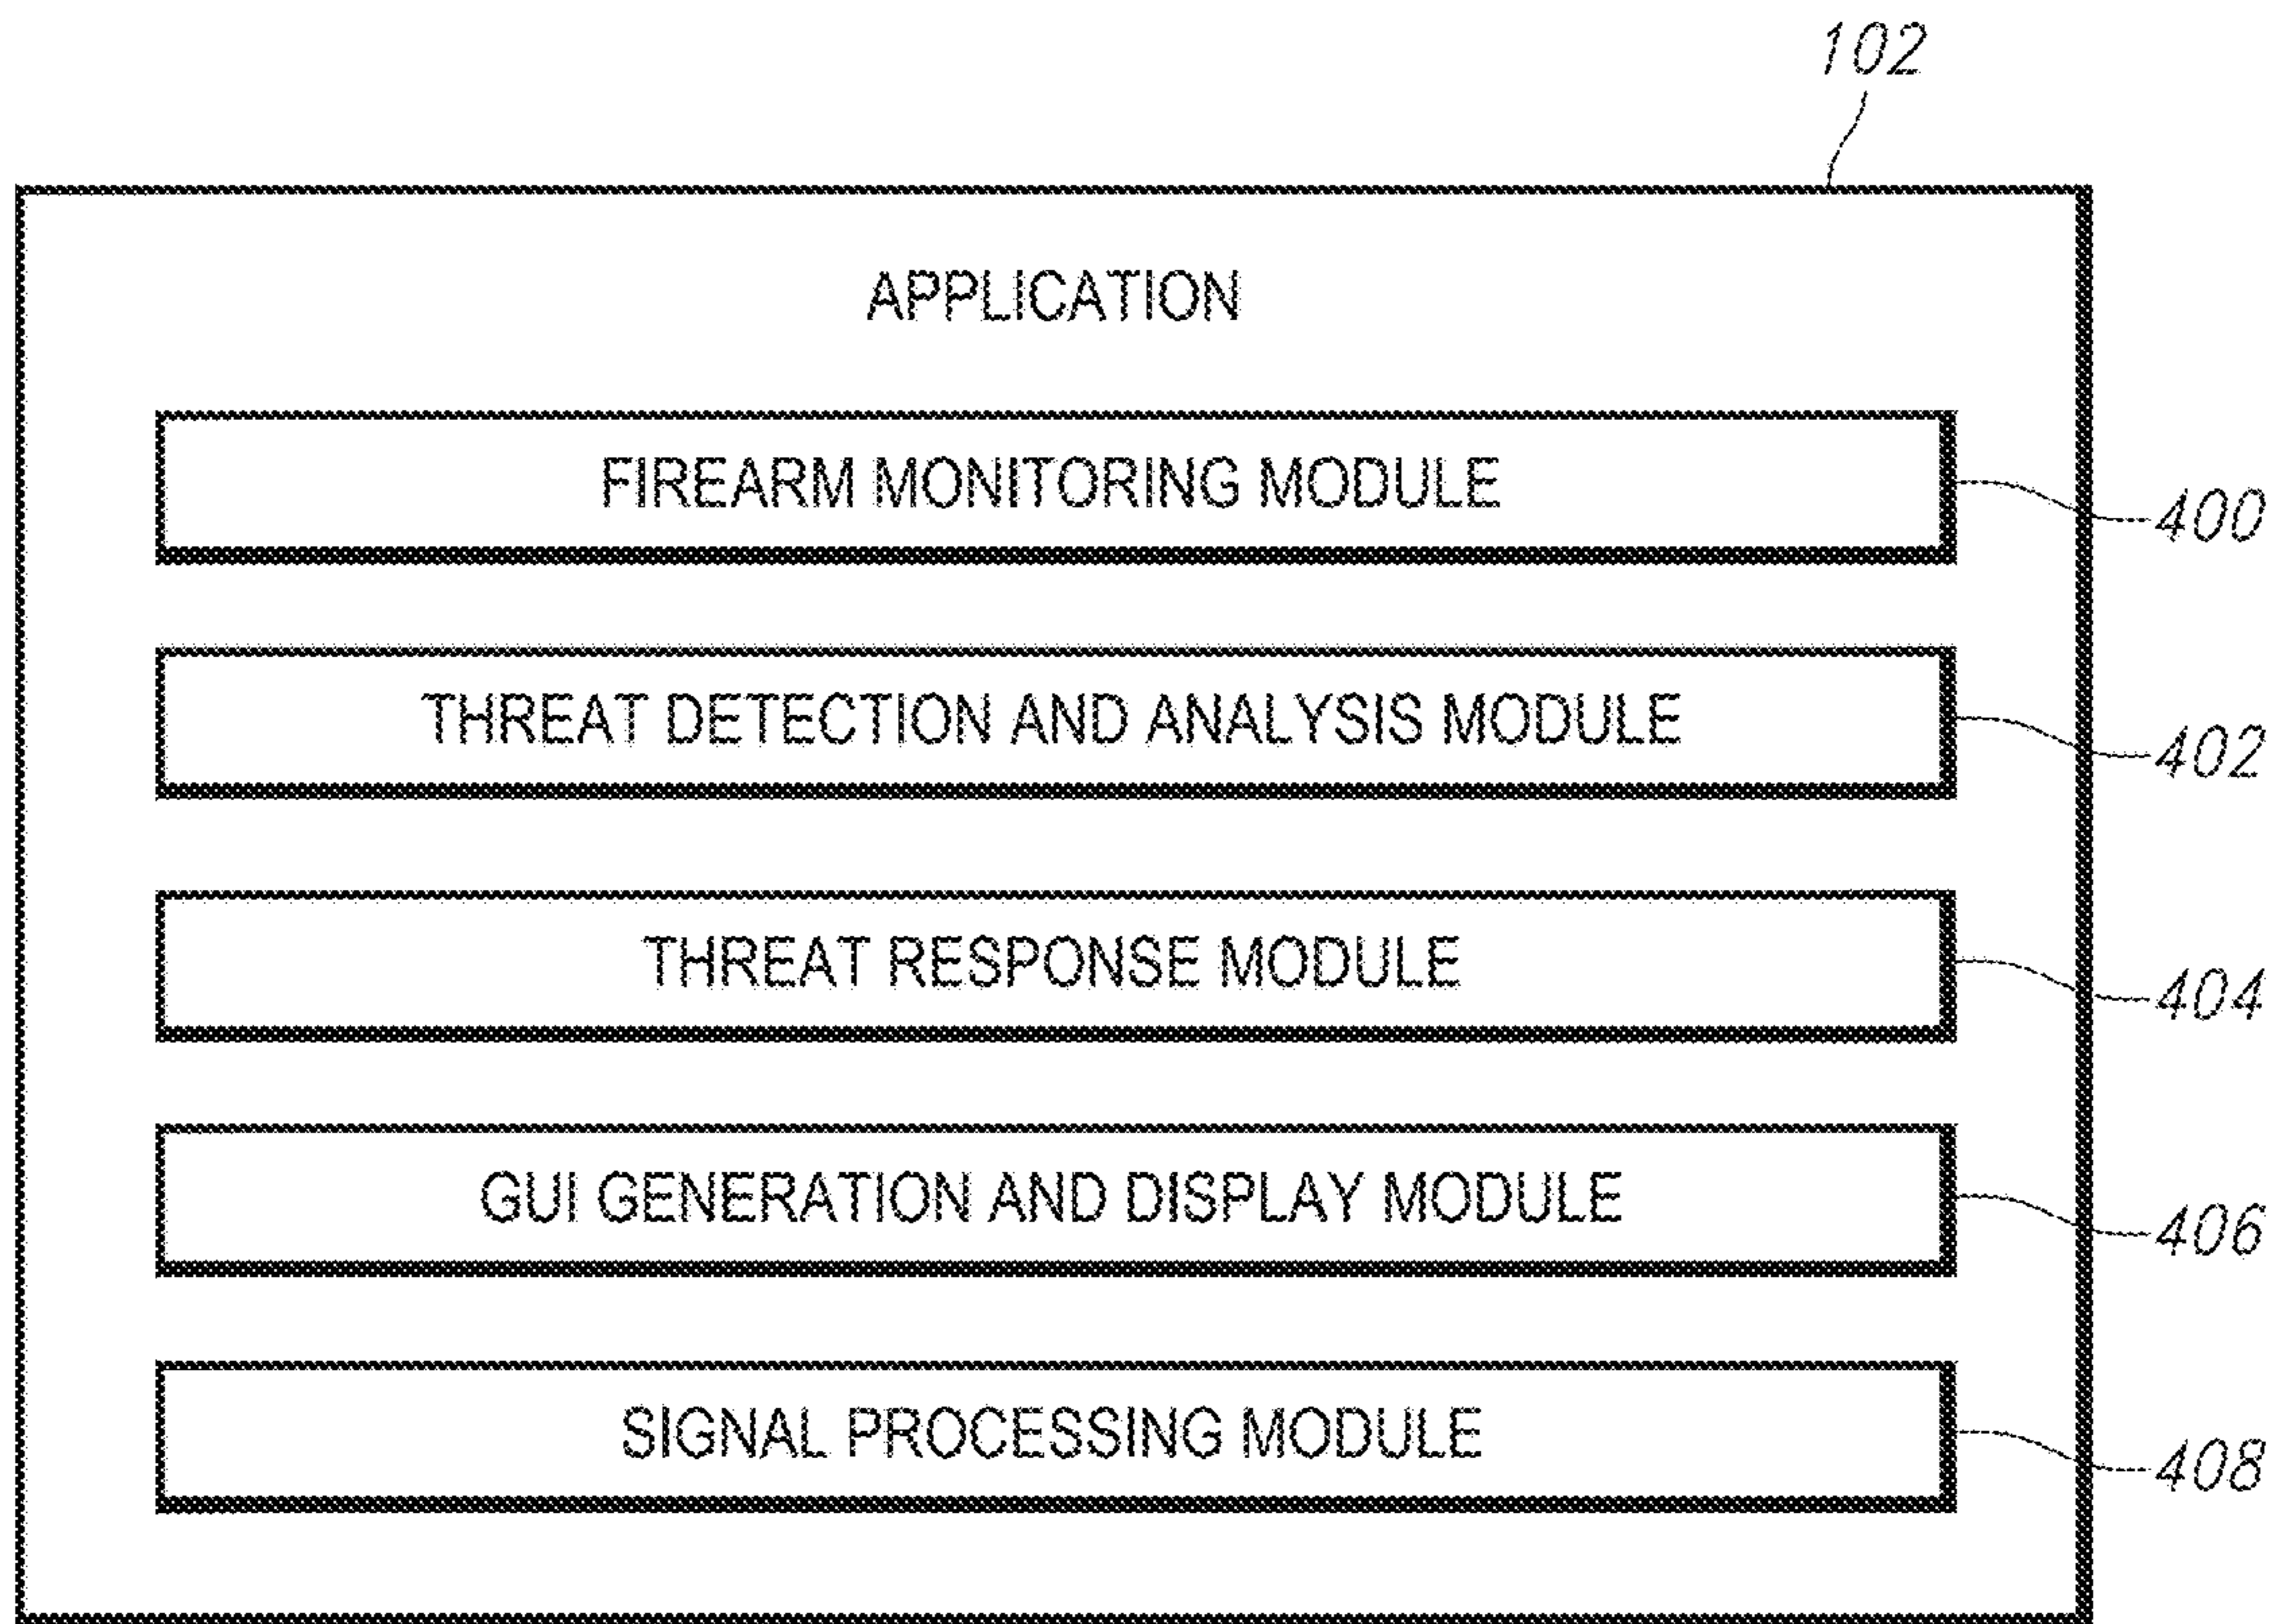 102
APPLICATION
FIREARM MONITORING MODULE
400
THREAT DETECTION AND ANALYSIS MODULE
402
THREAT RESPONSE MODULE
404
GUI GENERATION AND DISPLAY MODULE
406
SIGNAL PROCESSING MODULE
408